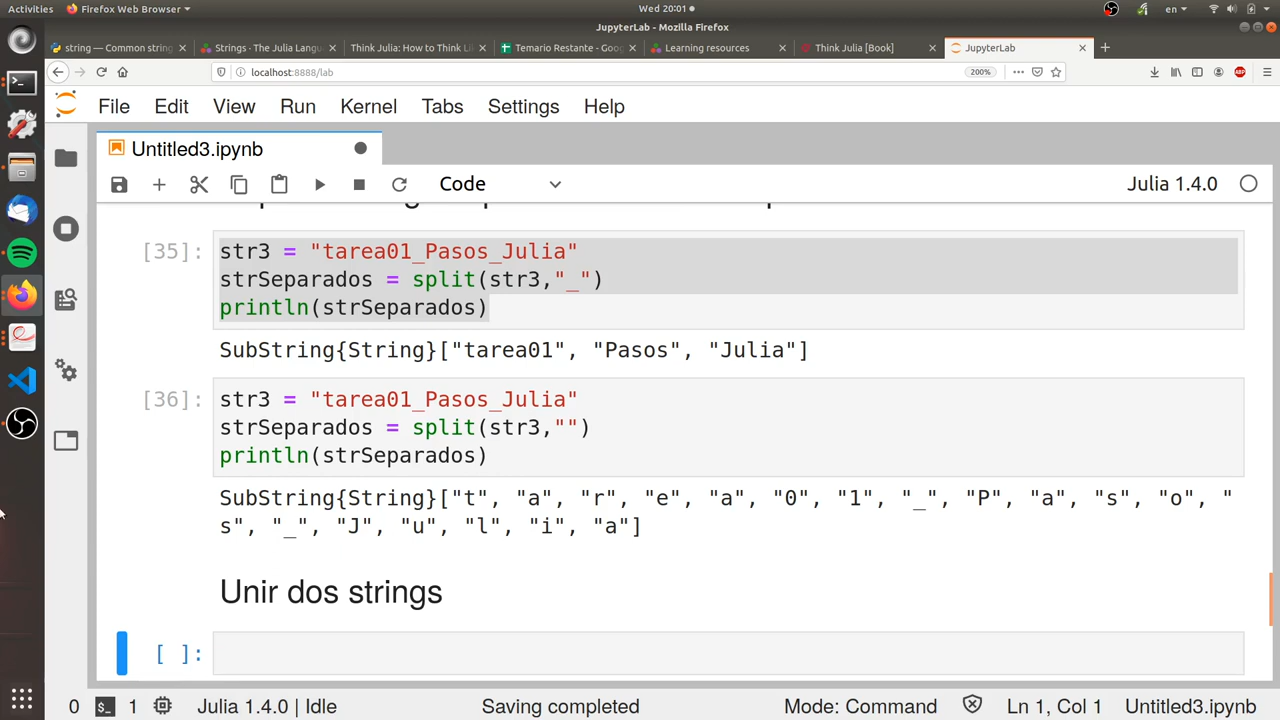 Activities Firefox Web Browser Wed 20:01 en
JupyterLab - Mozilla Firefox
string — Common string Strings · The Julia Langu Think Julia: How to Think Li Temario Restante - Goog Learning resources Think Julia [Book] JupyterLab
localhost:8888/lab 200% ABP
File Edit View Run Kernel Tabs Settings Help
Untitled3.ipynb
Code Julia 1.4.0
[35]: str3 = "tarea01_Pasos_Julia"
strSeparados = split(str3,"_")
println(strSeparados)
SubString{String}["tarea01", "Pasos", "Julia"]
[36]: str3 = "tarea01_Pasos_Julia"
strSeparados = split(str3,"")
println(strSeparados)
SubString{String}["t", "a", "r", "e", "a", "0", "1", "_", "P", "a", "s", "o", "
s", "_", "J", "u", "l", "i", "a"]
Unir dos strings
[ ]:
0 $_ 1 Julia 1.4.0 | Idle Saving completed Mode: Command Ln 1, Col 1 Untitled3.ipynb